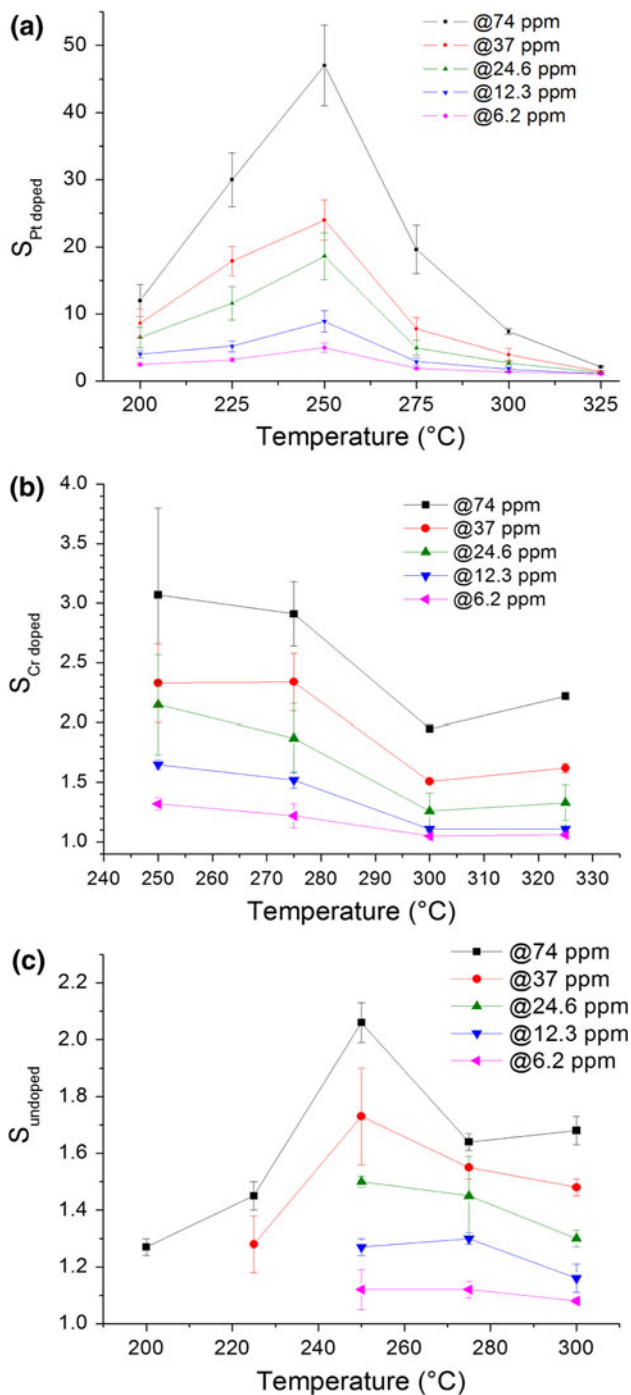 (a)
@74 ppm
@37 ppm
@24.6 ppm
@12.3 ppm
@6.2 ppm
50
40
30
20
10
0
S Pt doped
200 225 250 275 300 325
Temperature (°C)
(b)
@74 ppm
@37 ppm
@24.6 ppm
@12.3 ppm
@6.2 ppm
4.0
3.5
3.0
2.5
2.0
1.5
1.0
S Cr doped
240 250 260 270 280 290 300 310 320 330
Temperature (°C)
(c)
@74 ppm
@37 ppm
@24.6 ppm
@12.3 ppm
@6.2 ppm
2.2
2.0
1.8
1.6
1.4
1.2
1.0
S undoped
200 220 240 260 280 300
Temperature (°C)